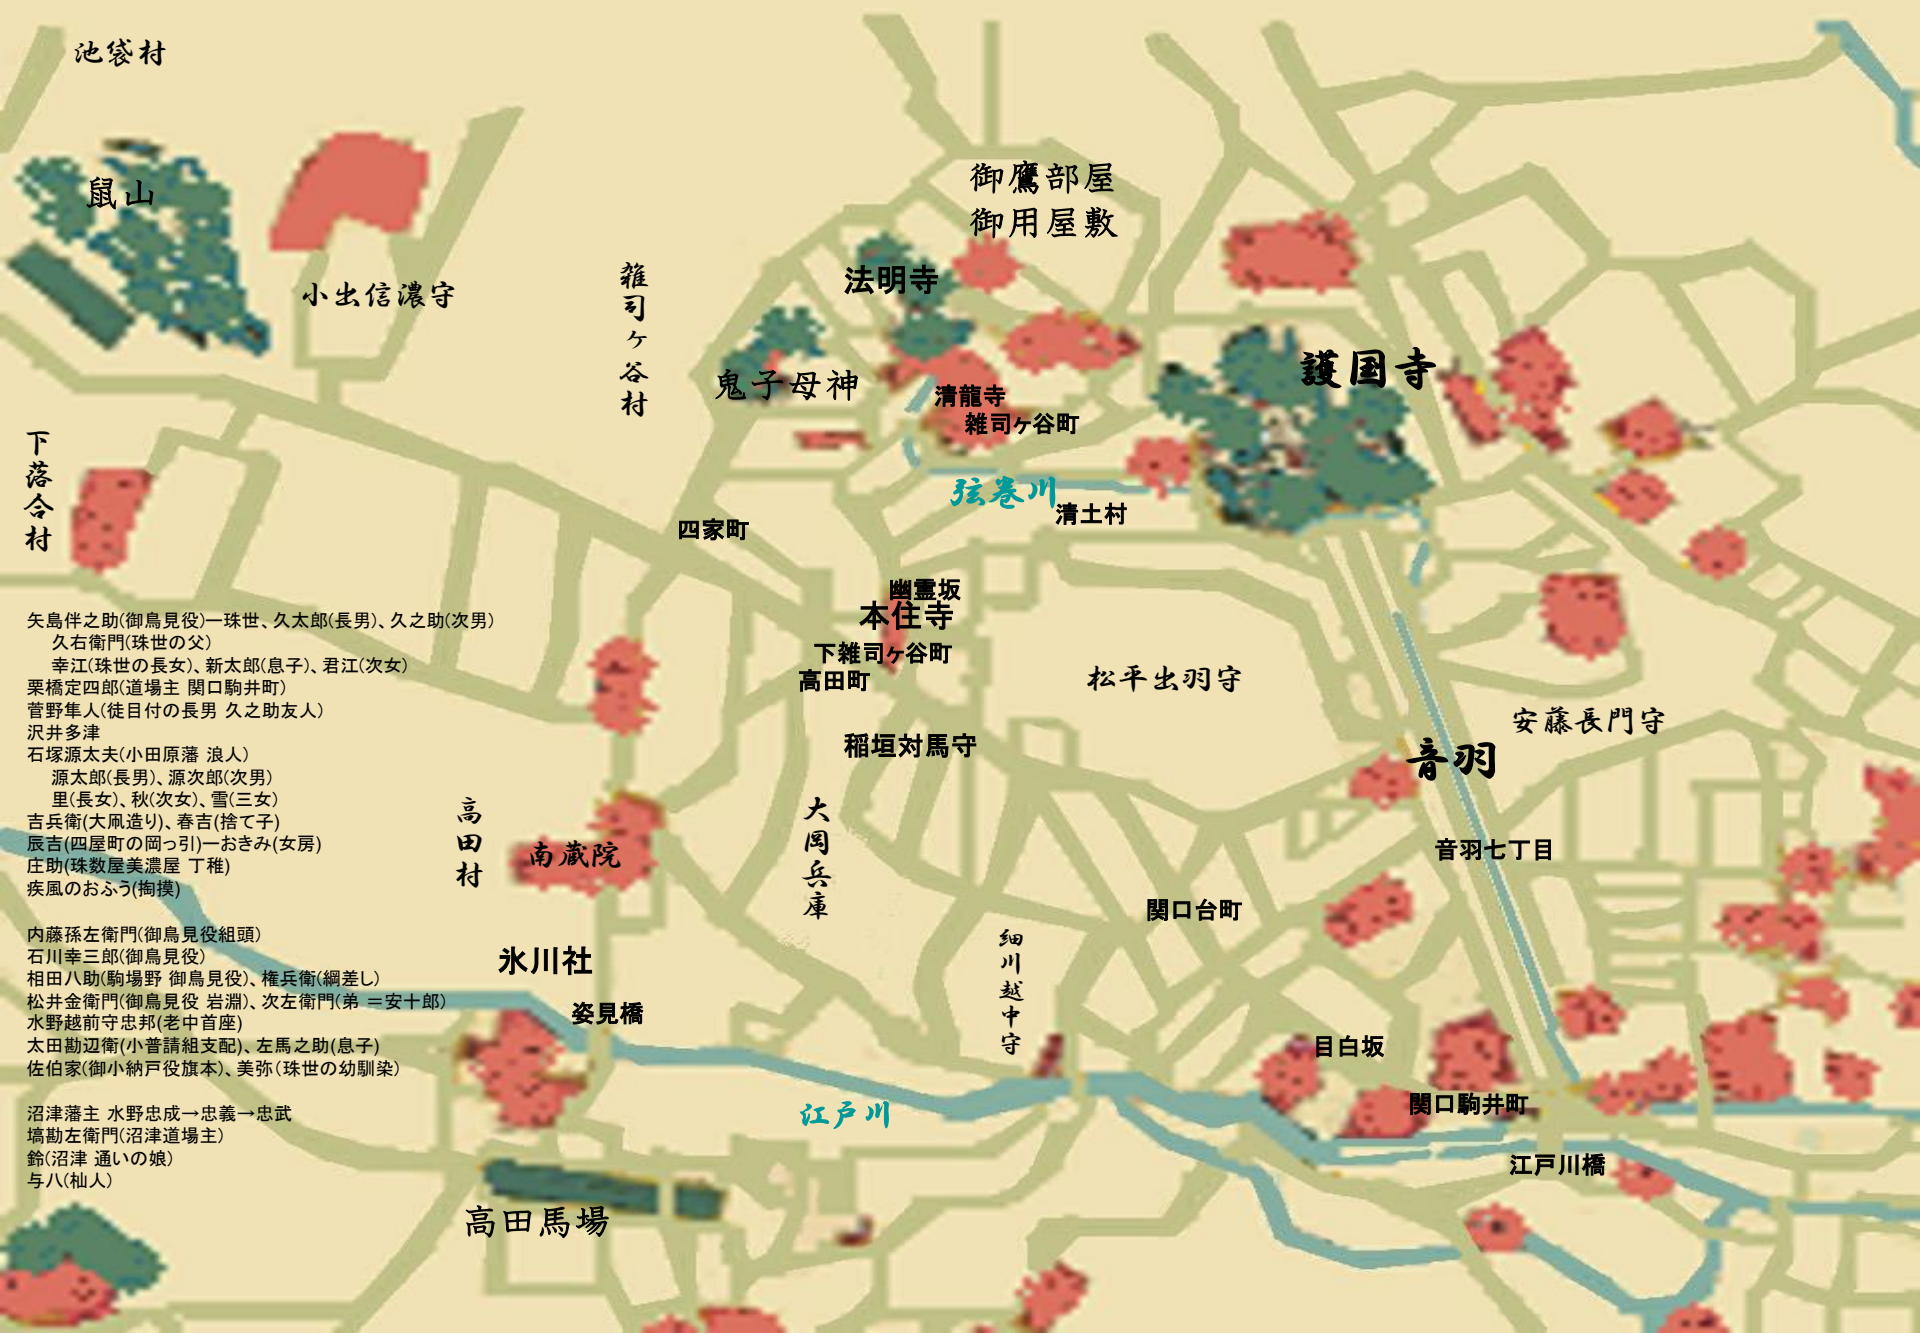 池袋村
鼠山
小出信濃守
雑司ヶ谷村
御鷹部屋
御用屋敷
法明寺
鬼子母神
護国寺
清龍寺
雑司ヶ谷町
弦巻川
清土村
下落合村
四家町
幽霊坂
本住寺
下雑司ヶ谷町
高田町
松平出羽守
安藤長門守
稲垣対馬守
音羽
矢島伴之助(御鳥見役)ー珠世、久太郎(長男)、久之助(次男)
久右衛門(珠世の父)
幸江(珠世の長女)、新太郎(息子)、君江(次女)
栗橋定四郎(道場主 関口駒井町)
菅野隼人(徒目付の長男 久之助友人)
沢井多津
石塚源太夫(小田原藩 浪人)
源太郎(長男)、源次郎(次男)
里(長女)、秋(次女)、雪(三女)
吉兵衛(大凧造り)、春吉(捨て子)
辰吉(四屋町の岡っ引)ーおきみ(女房)
庄助(珠数屋美濃屋 丁稚)
疾風のおふう(掏摸)
内藤孫左衛門(御鳥見役組頭)
石川幸三郎(御鳥見役)
相田八助(駒場野 御鳥見役)、権兵衛(綱差し)
松井金衛門(御鳥見役 岩淵)、次左衛門(弟 ＝安十郎)
水野越前守忠邦(老中首座)
太田勘辺衛(小普請組支配)、左馬之助(息子)
佐伯家(御小納戸役旗本)、美弥(珠世の幼馴染)
沼津藩主 水野忠成→忠義→忠武
塙勘左衛門(沼津道場主)
鈴(沼津 通いの娘)
与八(杣人)
高田村
南蔵院
大岡兵庫
音羽七丁目
関口台町
氷川社
姿見橋
細川越中守
目白坂
江戸川
関口駒井町
江戸川橋
高田馬場